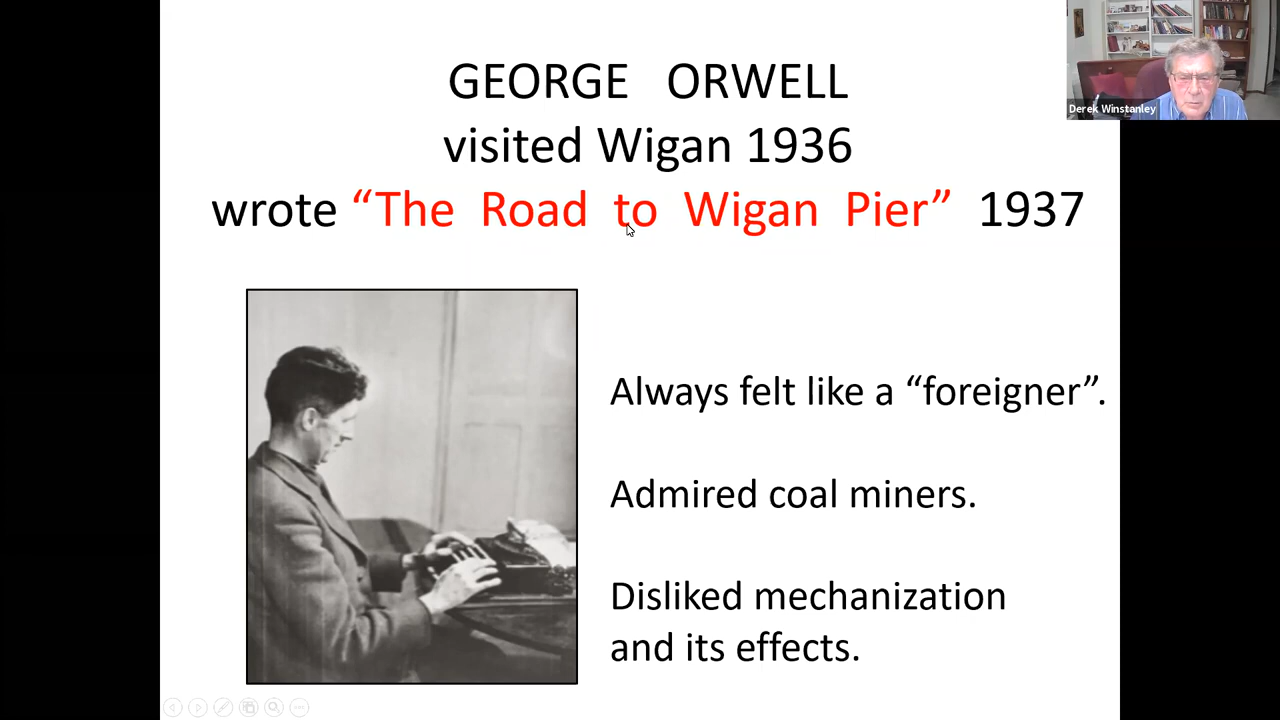 GEORGE ORWELL
visited Wigan 1936
wrote “The Road to Wigan Pier” 1937
Derek Winstanley
Always felt like a “foreigner”.
Admired coal miners.
Disliked mechanization
and its effects.